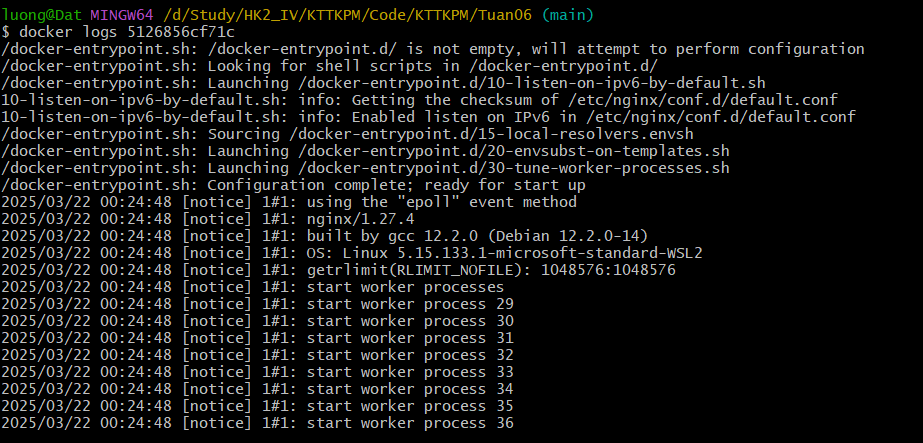 luong@Dat MINGW64 /d/Study/HK2_IV/KTTKPM/Code/KTTKPM/Tuan06 (main)
$ docker logs 5126856cf71c
/docker-entrypoint.sh: /docker-entrypoint.d/ is not empty, will attempt to perform configuration
/docker-entrypoint.sh: Looking for shell scripts in /docker-entrypoint.d/
/docker-entrypoint.sh: Launching /docker-entrypoint.d/10-listen-on-ipv6-by-default.sh
10-listen-on-ipv6-by-default.sh: info: Getting the checksum of /etc/nginx/conf.d/default.conf
10-listen-on-ipv6-by-default.sh: info: Enabled listen on IPv6 in /etc/nginx/conf.d/default.conf
/docker-entrypoint.sh: Sourcing /docker-entrypoint.d/15-local-resolvers.envsh
/docker-entrypoint.sh: Launching /docker-entrypoint.d/20-envsubst-on-templates.sh
/docker-entrypoint.sh: Launching /docker-entrypoint.d/30-tune-worker-processes.sh
/docker-entrypoint.sh: Configuration complete; ready for start up
2025/03/22 00:24:48 [notice] 1#1: using the "epoll" event method
2025/03/22 00:24:48 [notice] 1#1: nginx/1.27.4
2025/03/22 00:24:48 [notice] 1#1: built by gcc 12.2.0 (Debian 12.2.0-14)
2025/03/22 00:24:48 [notice] 1#1: OS: Linux 5.15.133.1-microsoft-standard-WSL2
2025/03/22 00:24:48 [notice] 1#1: getrlimit(RLIMIT_NOFILE): 1048576:1048576
2025/03/22 00:24:48 [notice] 1#1: start worker processes
2025/03/22 00:24:48 [notice] 1#1: start worker process 29
2025/03/22 00:24:48 [notice] 1#1: start worker process 30
2025/03/22 00:24:48 [notice] 1#1: start worker process 31
2025/03/22 00:24:48 [notice] 1#1: start worker process 32
2025/03/22 00:24:48 [notice] 1#1: start worker process 33
2025/03/22 00:24:48 [notice] 1#1: start worker process 34
2025/03/22 00:24:48 [notice] 1#1: start worker process 35
2025/03/22 00:24:48 [notice] 1#1: start worker process 36